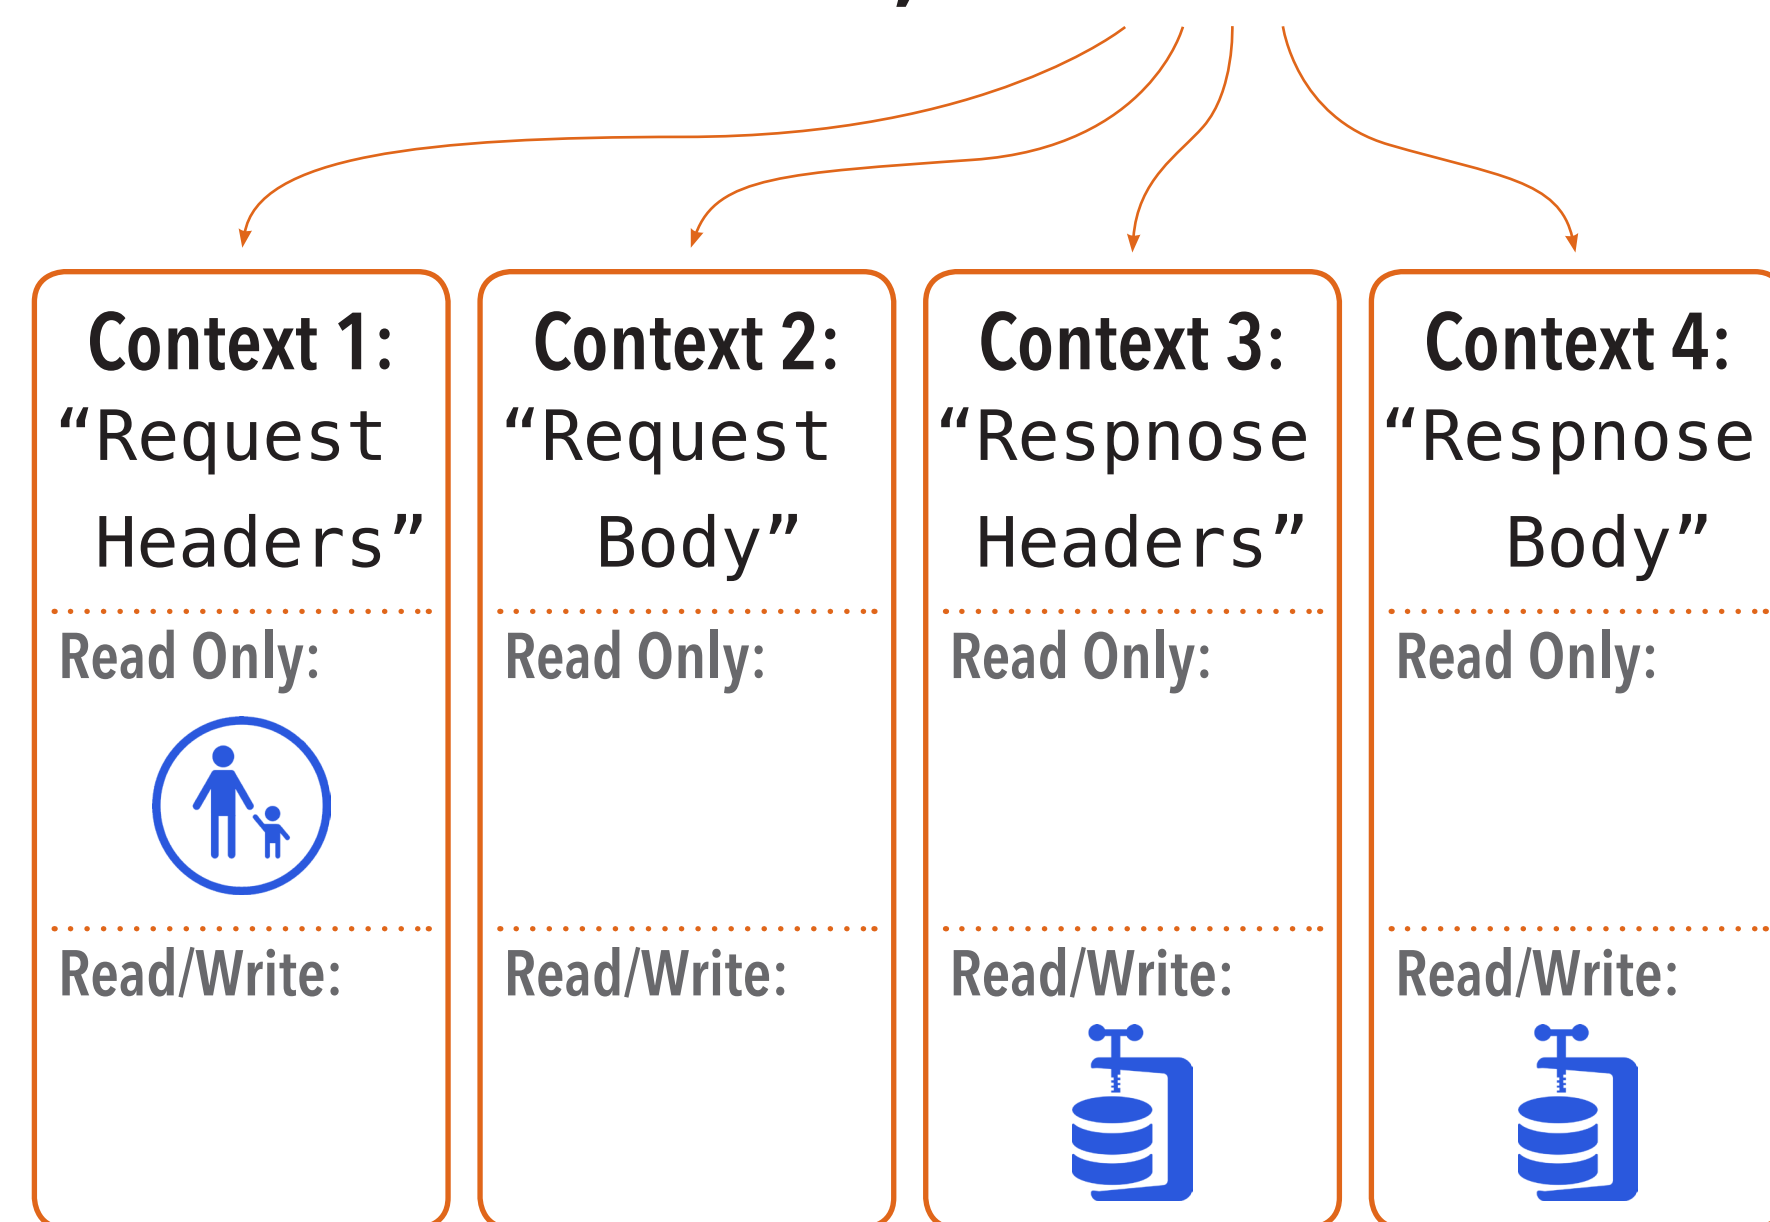 Context 1:
“Request
Headers”
Read Only:
Read/Write:
Context 2:
“Request
Body”
Read Only:
Read/Write:
Context 3:
“Respnose
Headers”
Read Only:
Read/Write:
Context 4:
“Respnose
Body”
Read Only:
Read/Write: